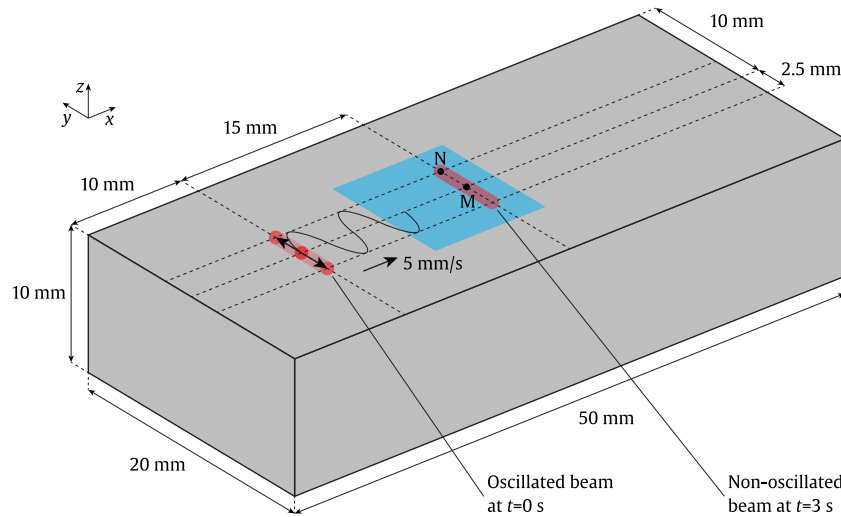 10 mm
2.5 mm
z
y
x
15 mm
10 mm
N
M
5 mm/s
10 mm
50 mm
20 mm
Oscillated beam
at t=0 s
Non-oscillated
beam at t=3 s